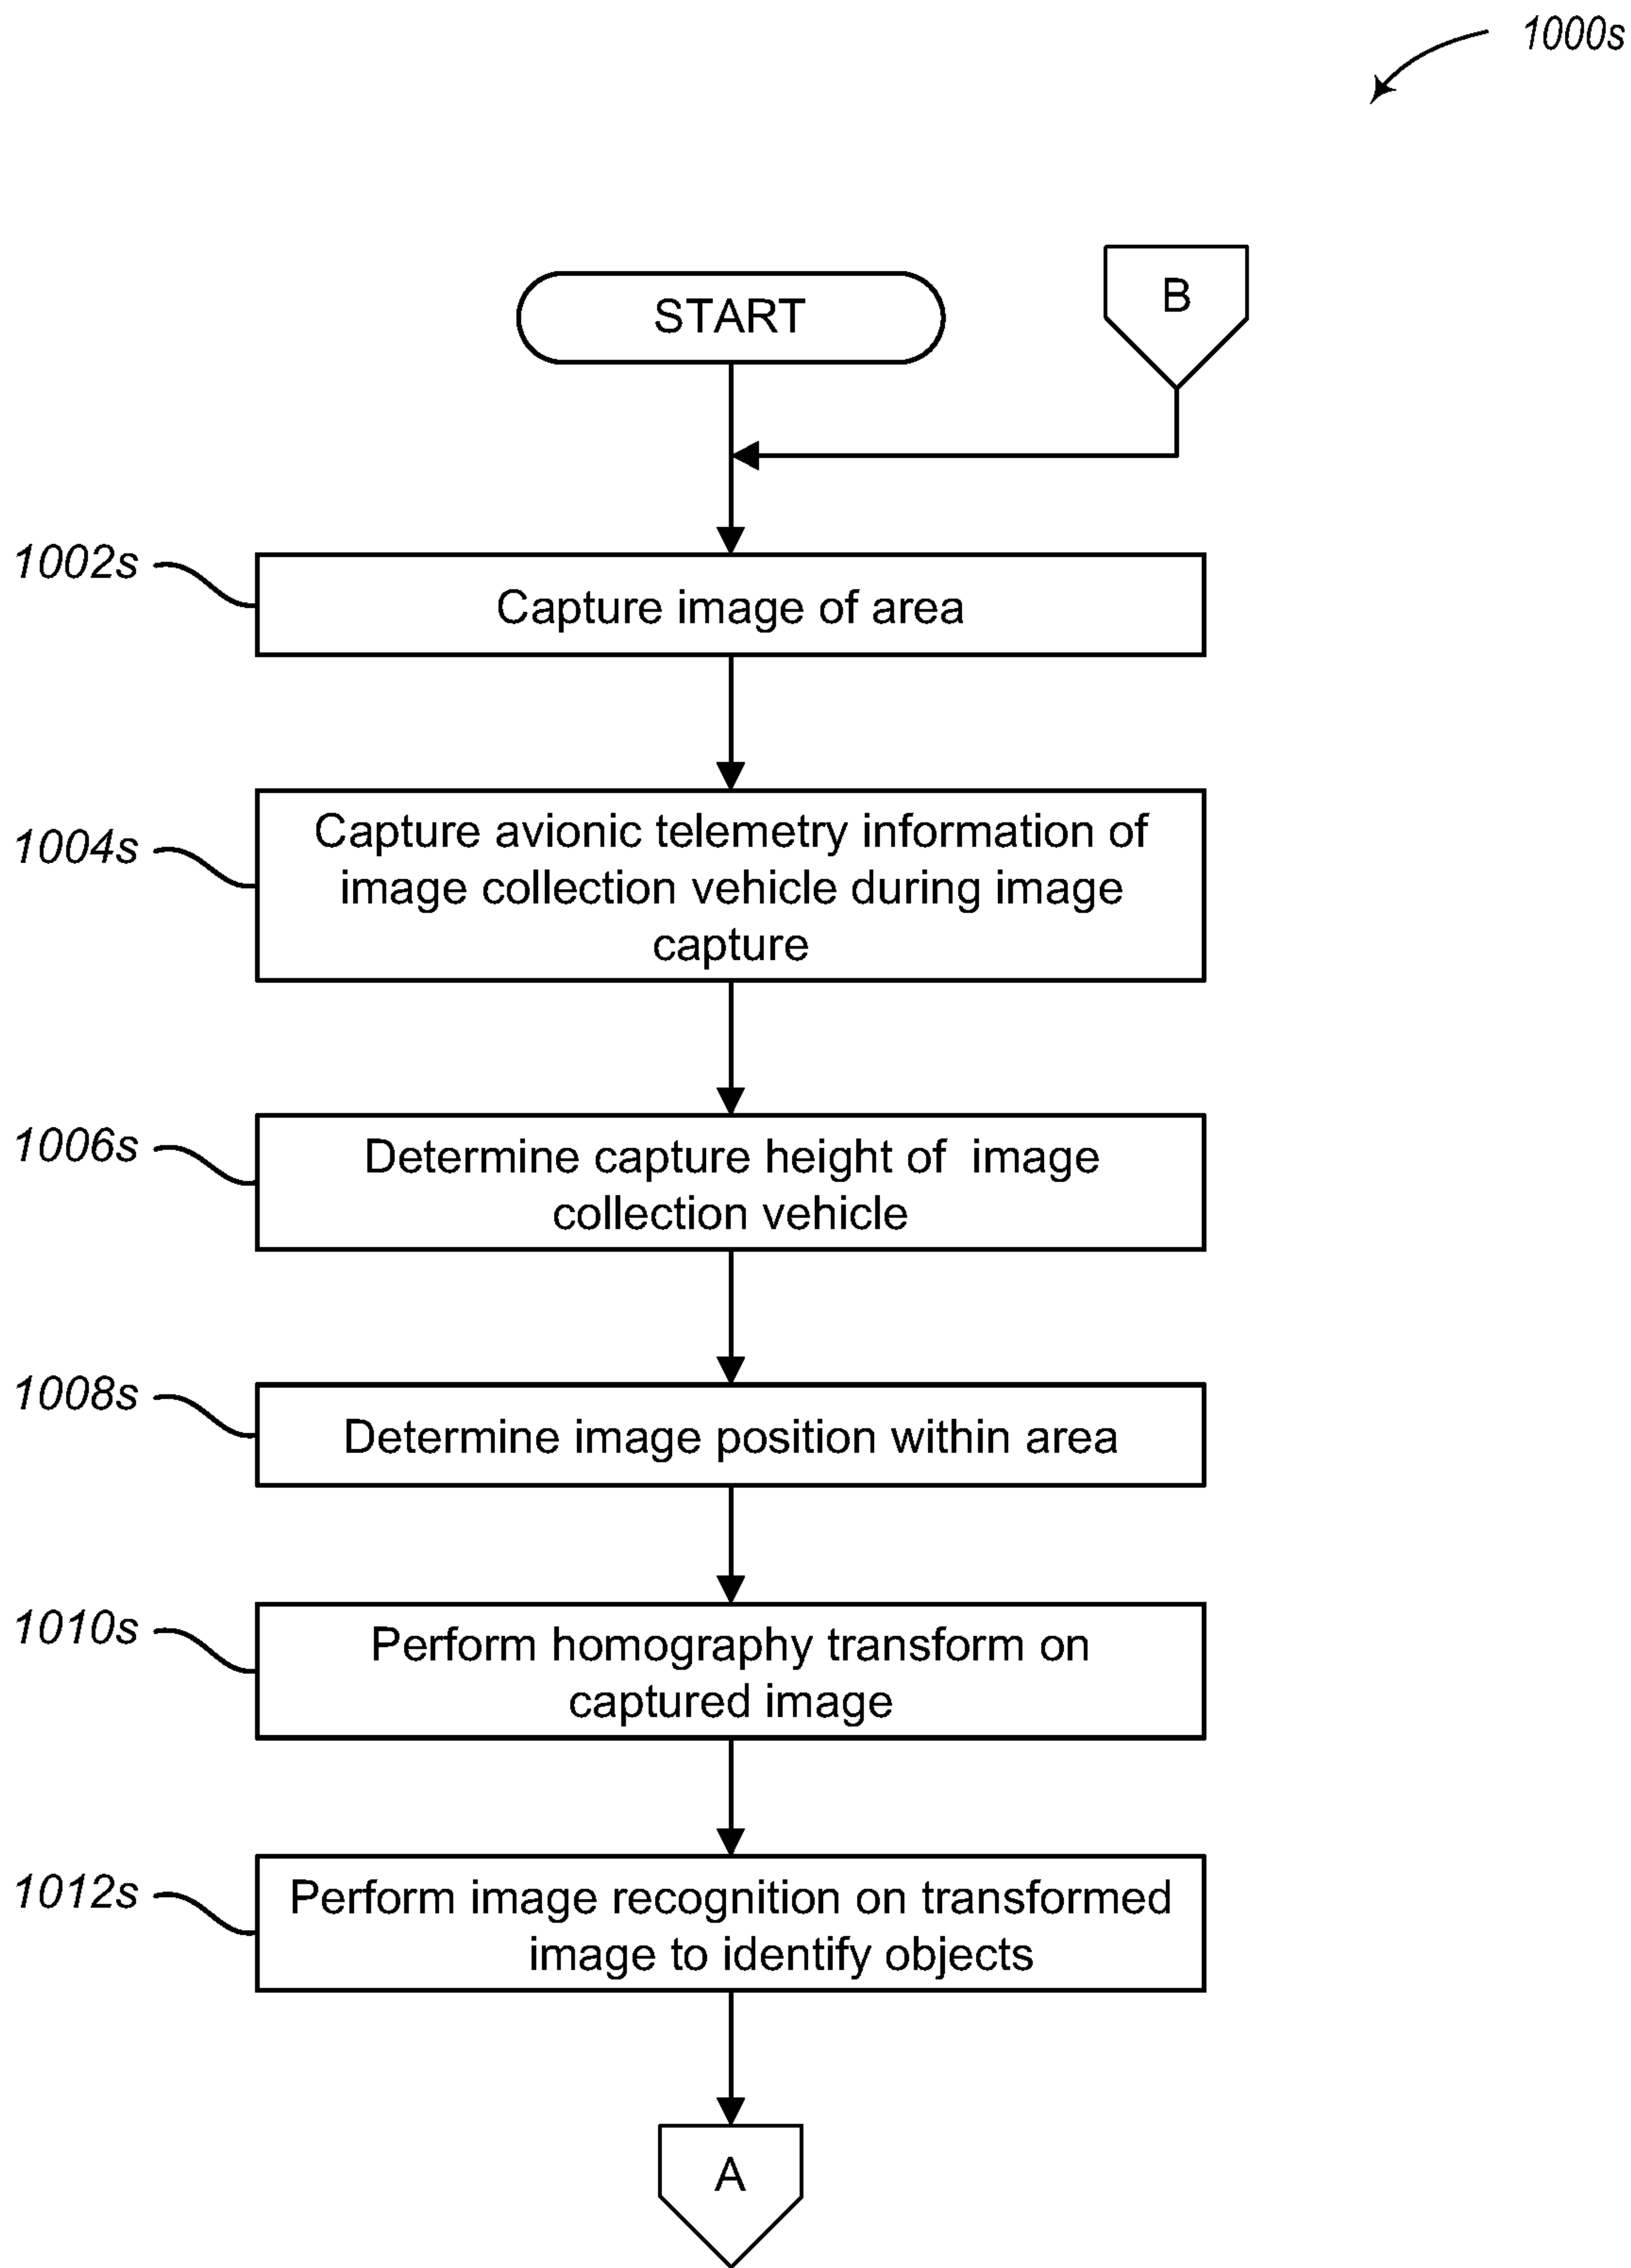 1000s
START
B
1002s
Capture image of area
1004s
Capture avionic telemetry information of
image collection vehicle during image
capture
1006s
Determine capture height of image
collection vehicle
1008s
Determine image position within area
1010s
Perform homography transform on
captured image
1012s
Perform image recognition on transformed
image to identify objects
A